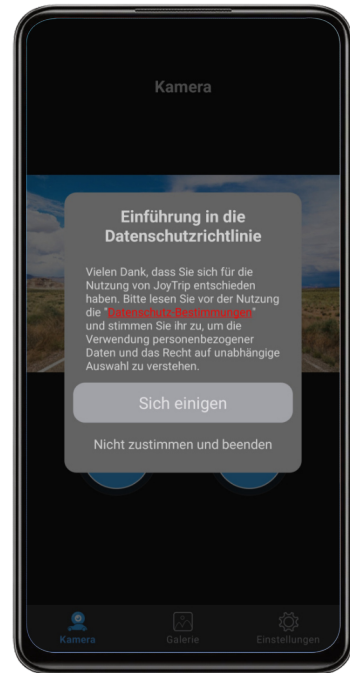 Kamera
Einführung in die
Datenschutzrichtlinie
Vielen Dank, dass Sie sich für die
Nutzung von JoyTrip entschieden
haben. Bitte lesen Sie vor der Nutzung
die "Datenschutz-Bestimmungen"
und stimmen Sie ihr zu, um die
Verwendung personenbezogener
Daten und das Recht auf unabhängige
Auswahl zu verstehen.
Sich einigen
Nicht zustimmen und beenden
Kamera Galerie Einstellungen